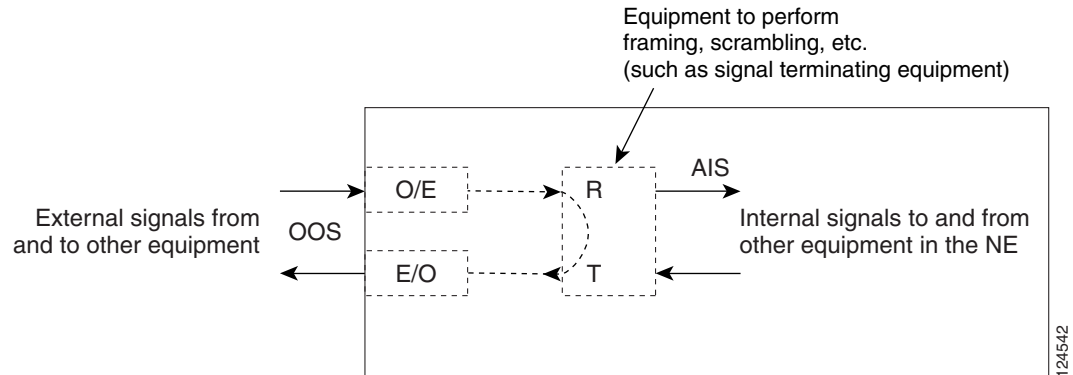 Equipment to perform
framing, scrambling, etc.
(such as signal terminating equipment)
AIS
O/E
R
External signals from
and to other equipment
OOS
Internal signals to and from
other equipment in the NE
E/O
T
124542